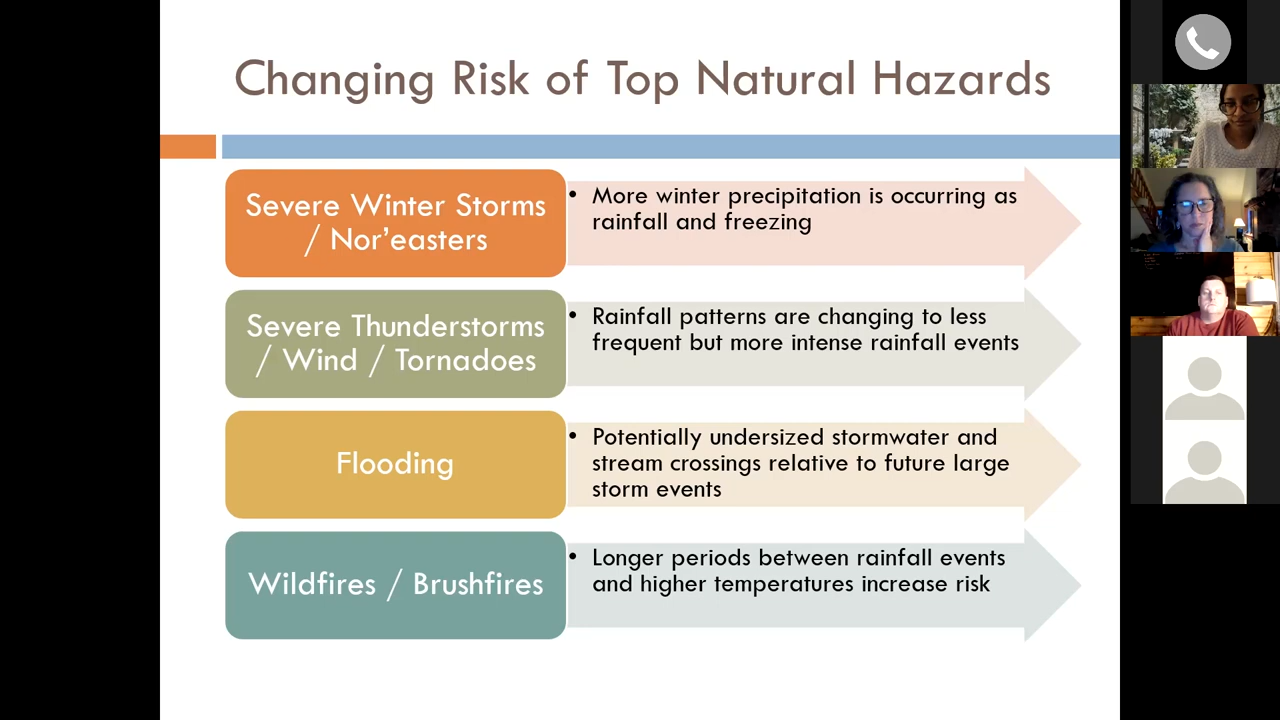 Changing Risk of Top Natural Hazards
Severe Winter Storms
/ Nor’easters
• More winter precipitation is occurring as
rainfall and freezing
Severe Thunderstorms
/ Wind / Tornadoes
• Rainfall patterns are changing to less
frequent but more intense rainfall events
Flooding
• Potentially undersized stormwater and
stream crossings relative to future large
storm events
Wildfires / Brushfires
• Longer periods between rainfall events
and higher temperatures increase risk